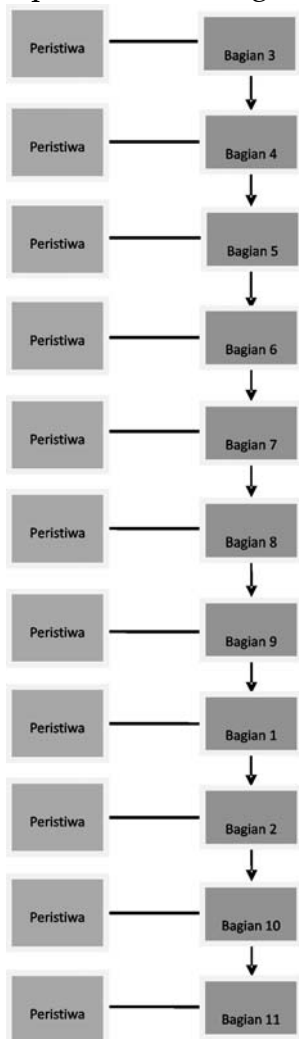 Peristiwa
Bagian 3
Peristiwa
Bagian 4
Peristiwa
Bagian 5
Peristiwa
Bagian 6
Peristiwa
Bagian 7
Peristiwa
Bagian 8
Peristiwa
Bagian 9
Peristiwa
Bagian 1
Peristiwa
Bagian 2
Peristiwa
Bagian 10
Peristiwa
Bagian 11